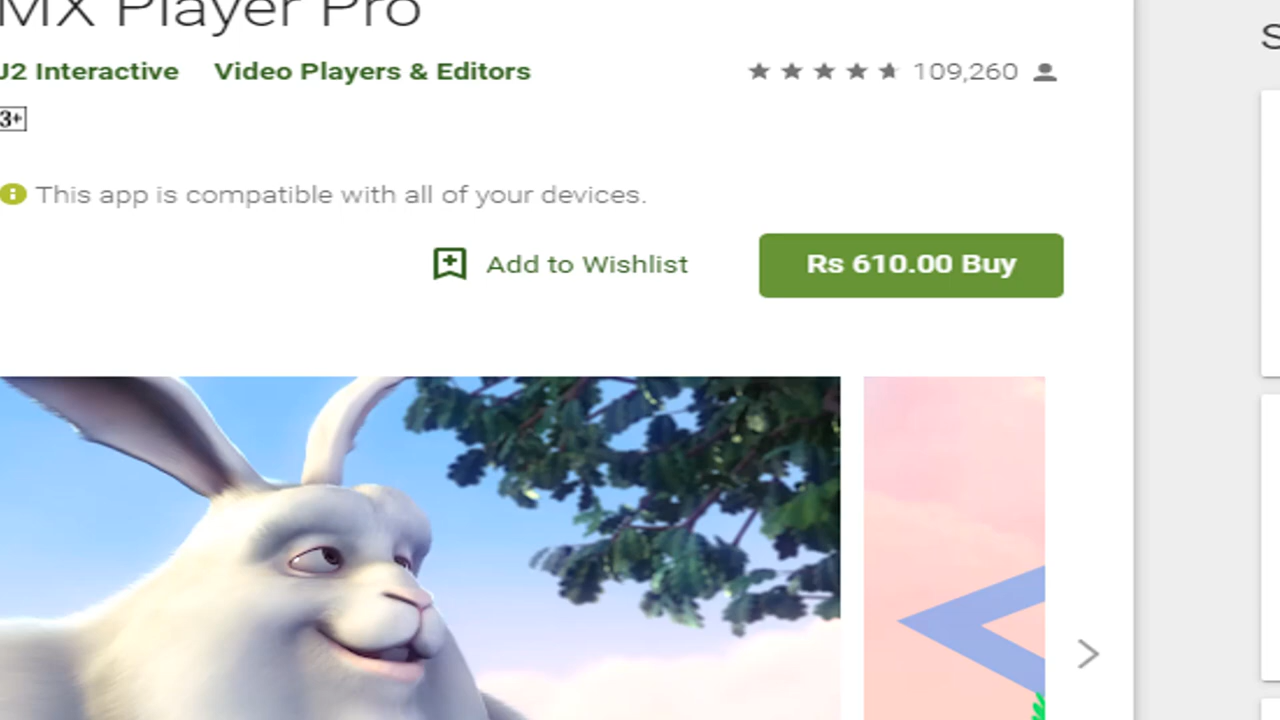 MX Player Pro
J2 Interactive Video Players & Editors 109,260
3+
This app is compatible with all of your devices.
Add to Wishlist Rs 610.00 Buy
S